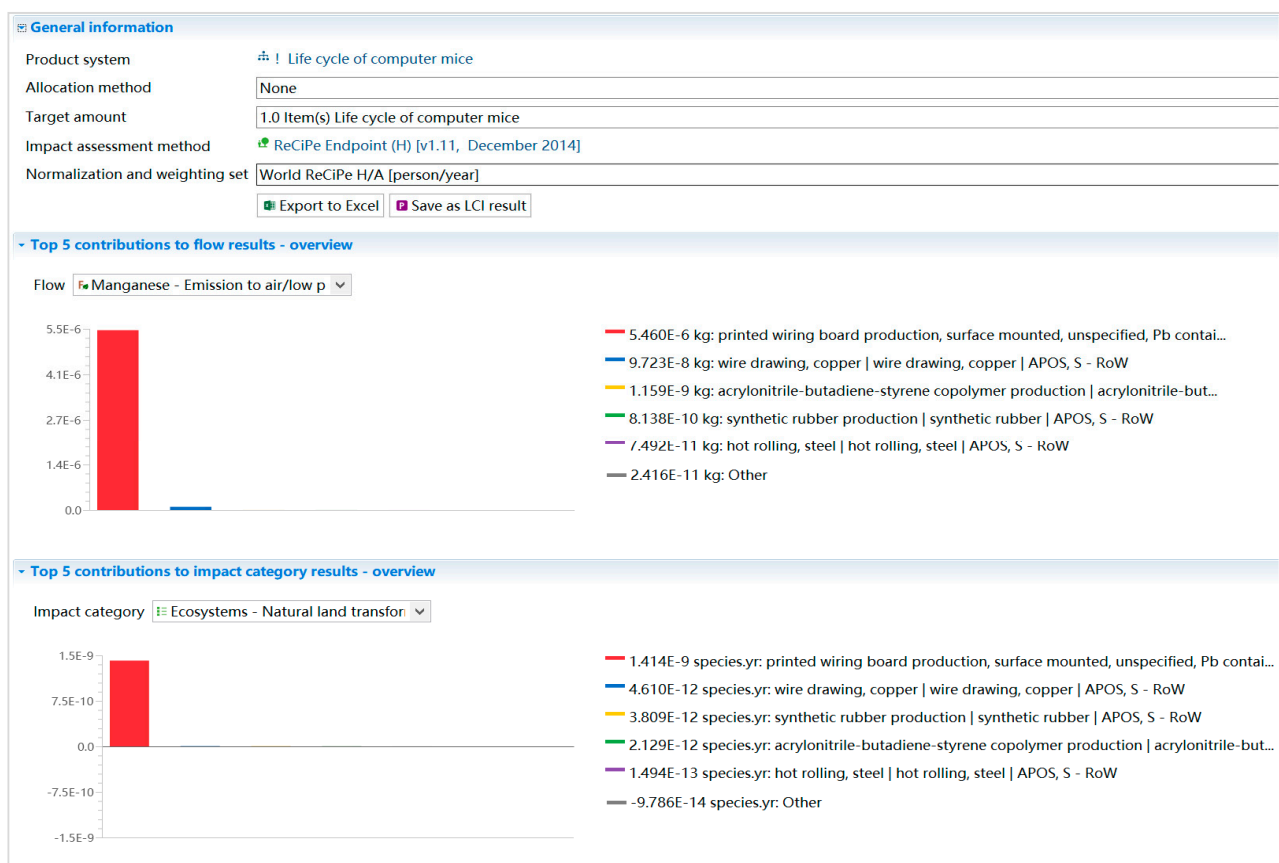 General information
Product system ! Life cycle of computer mice
Allocation method None
Target amount 1.0 Item(s) Life cycle of computer mice
Impact assessment method ReCiPe Endpoint (H) [v1.11, December 2014]
Normalization and weighting set World ReCiPe H/A [person/year]
Export to Excel Save as LCI result
Top 5 contributions to flow results - overview
Flow Manganese - Emission to air/low p
5.5E-6
4.1E-6
2.7E-6
1.4E-6
0.0
5.460E-6 kg: printed wiring board production, surface mounted, unspecified, Pb contai...
9.723E-8 kg: wire drawing, copper | wire drawing, copper | APOS, S - RoW
1.159E-9 kg: acrylonitrile-butadiene-styrene copolymer production | acrylonitrile-but...
8.138E-10 kg: synthetic rubber production | synthetic rubber | APOS, S - RoW
7.492E-11 kg: hot rolling, steel | hot rolling, steel | APOS, S - RoW
2.416E-11 kg: Other
Top 5 contributions to impact category results - overview
Impact category Ecosystems - Natural land transfor
1.5E-9
7.5E-10
0.0
-7.5E-10
-1.5E-9
1.414E-9 species.yr: printed wiring board production, surface mounted, unspecified, Pb contai...
4.610E-12 species.yr: wire drawing, copper | wire drawing, copper | APOS, S - RoW
3.809E-12 species.yr: synthetic rubber production | synthetic rubber | APOS, S - RoW
2.129E-12 species.yr: acrylonitrile-butadiene-styrene copolymer production | acrylonitrile-but...
1.494E-13 species.yr: hot rolling, steel | hot rolling, steel | APOS, S - RoW
-9.786E-14 species.yr: Other